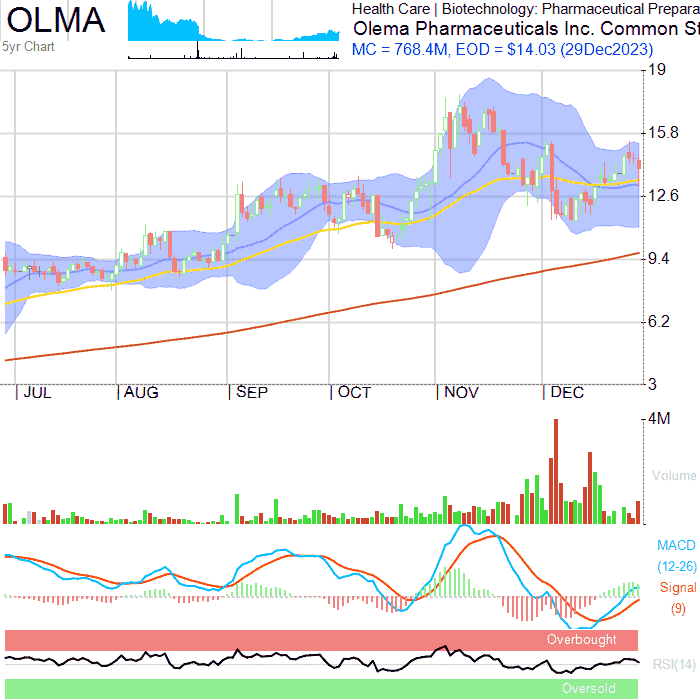 OLMA
5yr Chart
Health Care | Biotechnology: Pharmaceutical Prepara
Olema Pharmaceuticals Inc. Common St
MC = 768.4M, EOD = $14.03 (29Dec2023)
19
15.8
12.6
9.4
6.2
3
JUL AUG SEP OCT NOV DEC
4M
Volume
MACD
(12-26)
Signal
(9)
Overbought
RSI(14)
Oversold